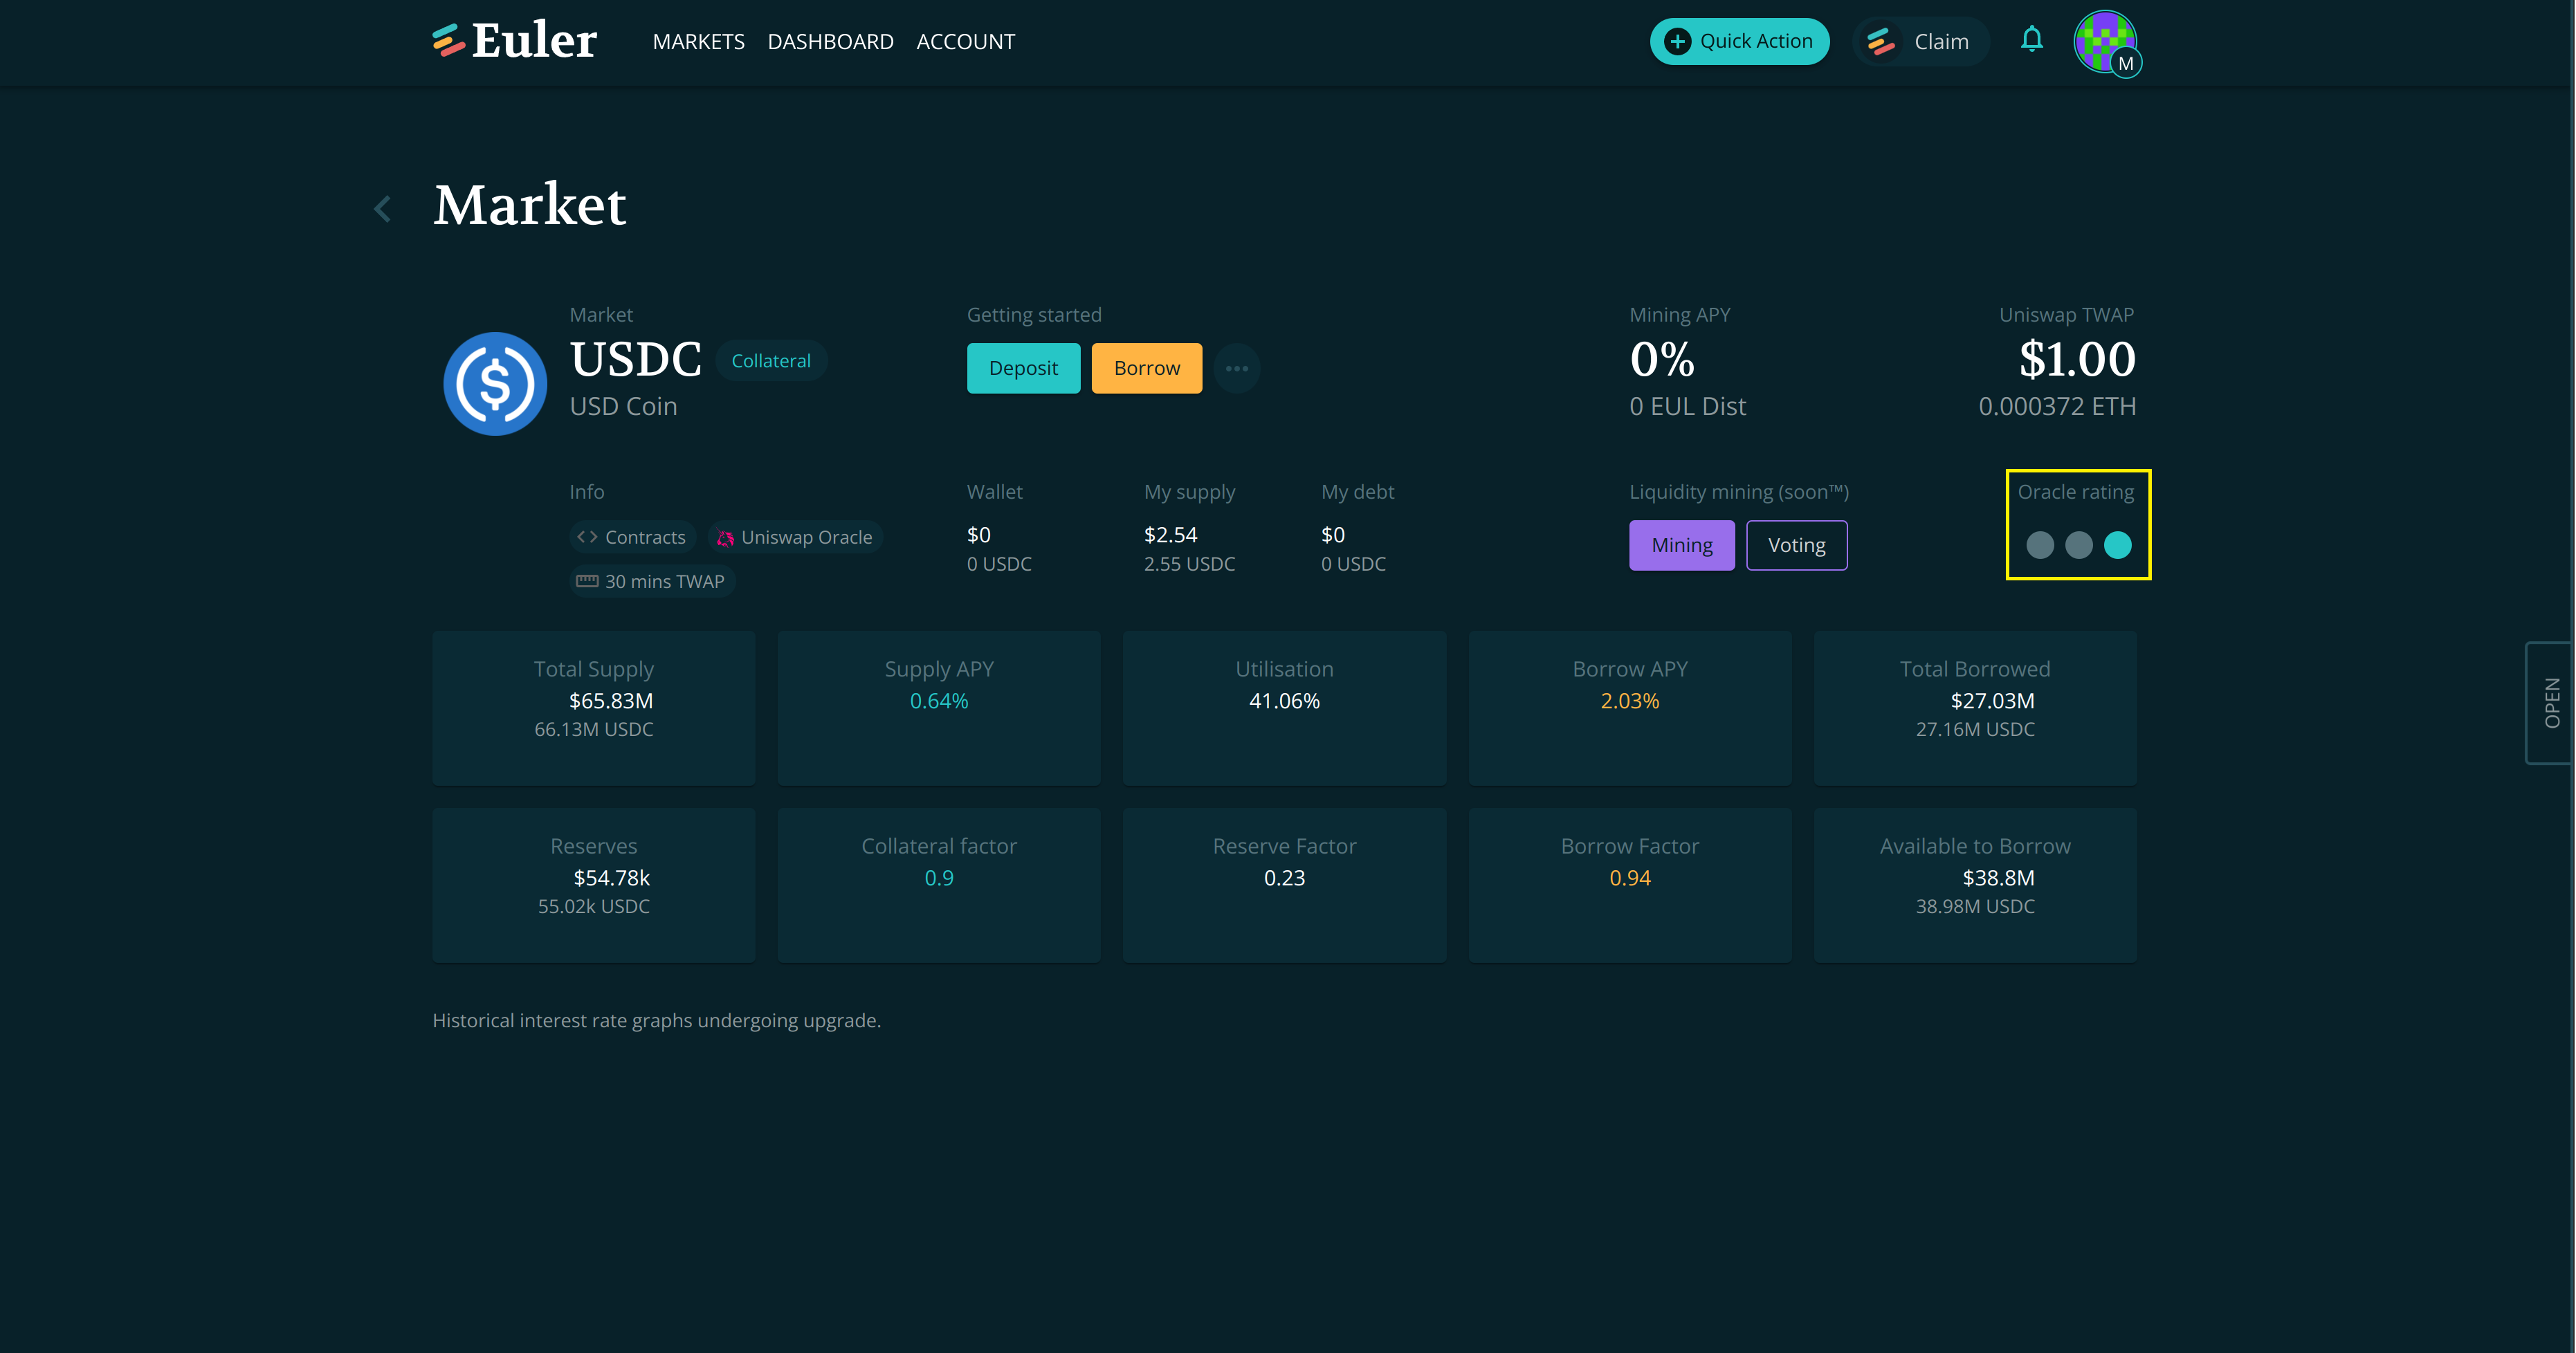 Euler
MARKETS DASHBOARD ACCOUNT
Quick Action
Claim
M
Market
Market
USDC Collateral
USD Coin
Getting started
Deposit Borrow
Mining APY
0%
0 EUL Dist
Uniswap TWAP
$1.00
0.000372 ETH
Info
Contracts Uniswap Oracle
30 mins TWAP
Wallet
$0
0 USDC
My supply
$2.54
2.55 USDC
My debt
$0
0 USDC
Liquidity mining (soon™)
Mining Voting
Oracle rating
OPEN
Total Supply
$65.83M
66.13M USDC
Supply APY
0.64%
Utilisation
41.06%
Borrow APY
2.03%
Total Borrowed
$27.03M
27.16M USDC
Reserves
$54.78k
55.02k USDC
Collateral factor
0.9
Reserve Factor
0.23
Borrow Factor
0.94
Available to Borrow
$38.8M
38.98M USDC
Historical interest rate graphs undergoing upgrade.